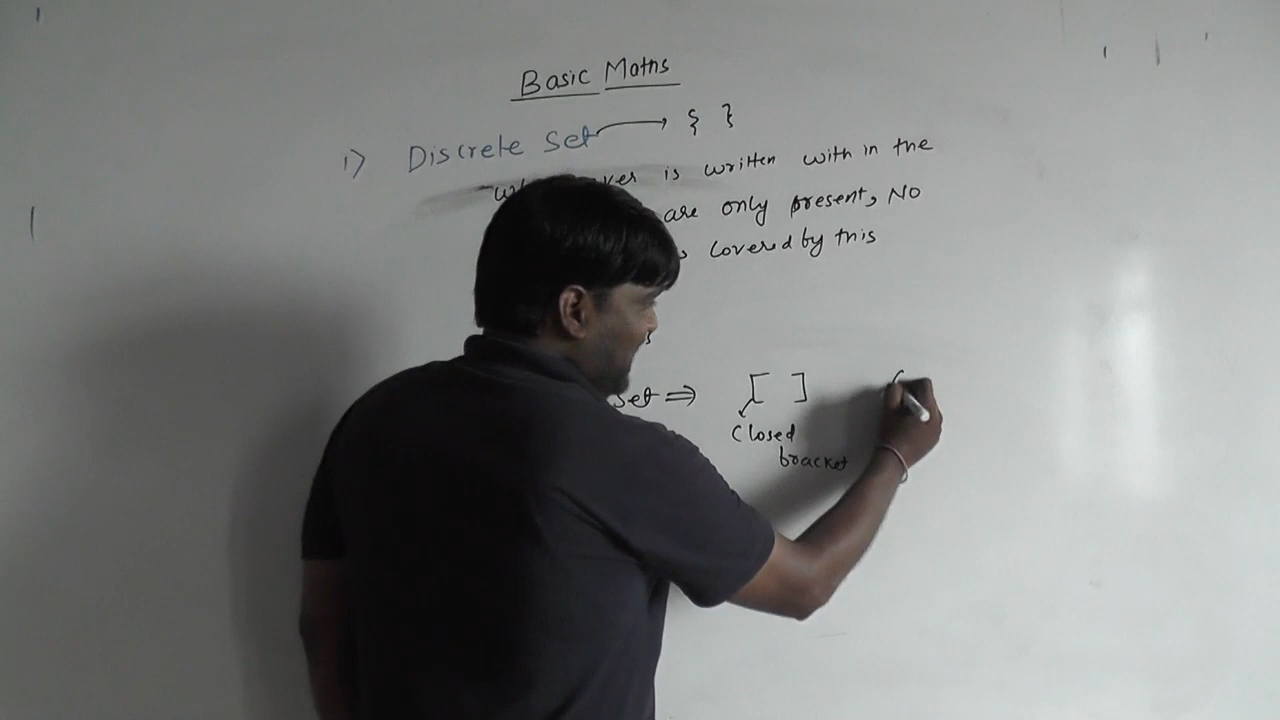 Basic Maths
1) Discrete Set → { }
is written with in the
are only present, No
covered by this
Set ⇒ [ ] (
Closed
bracket